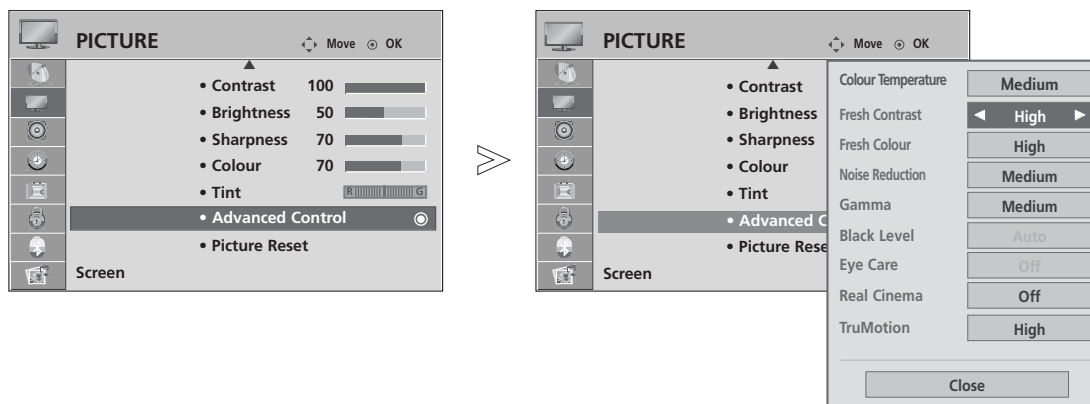 PICTURE
Move OK
• Contrast 100
• Brightness 50
• Sharpness 70
• Colour 70
• Tint R G
• Advanced Control
• Picture Reset
Screen
PICTURE
Move OK
• Contrast
• Brightness
• Sharpness
• Colour
• Tint
• Advanced C
• Picture Rese
Screen
Colour Temperature Medium
Fresh Contrast High
Fresh Colour High
Noise Reduction Medium
Gamma Medium
Black Level Auto
Eye Care Off
Real Cinema Off
TruMotion High
Close